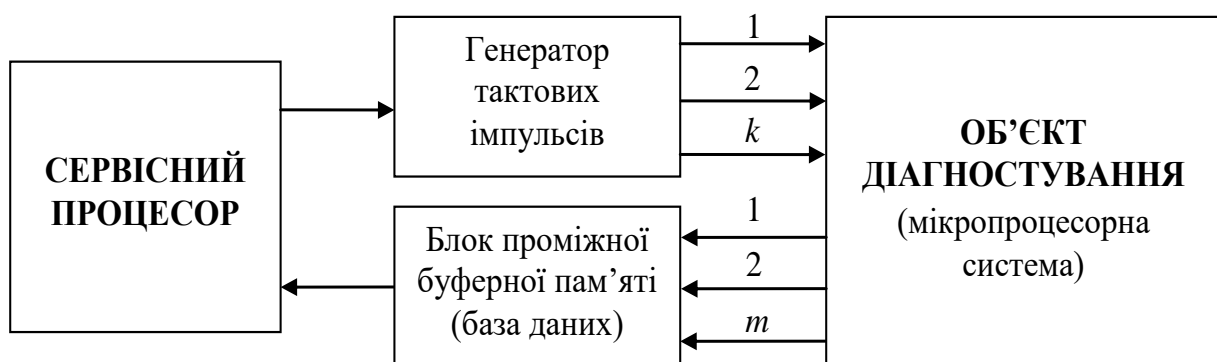 СЕРВІСНИЙ
ПРОЦЕСОР
Генератор
тактових
імпульсів
1
2
k
Блок проміжної
буферної пам’яті
(база даних)
1
2
m
ОБ’ЄКТ
ДІАГНОСТУВАННЯ
(мікропроцесорна
система)